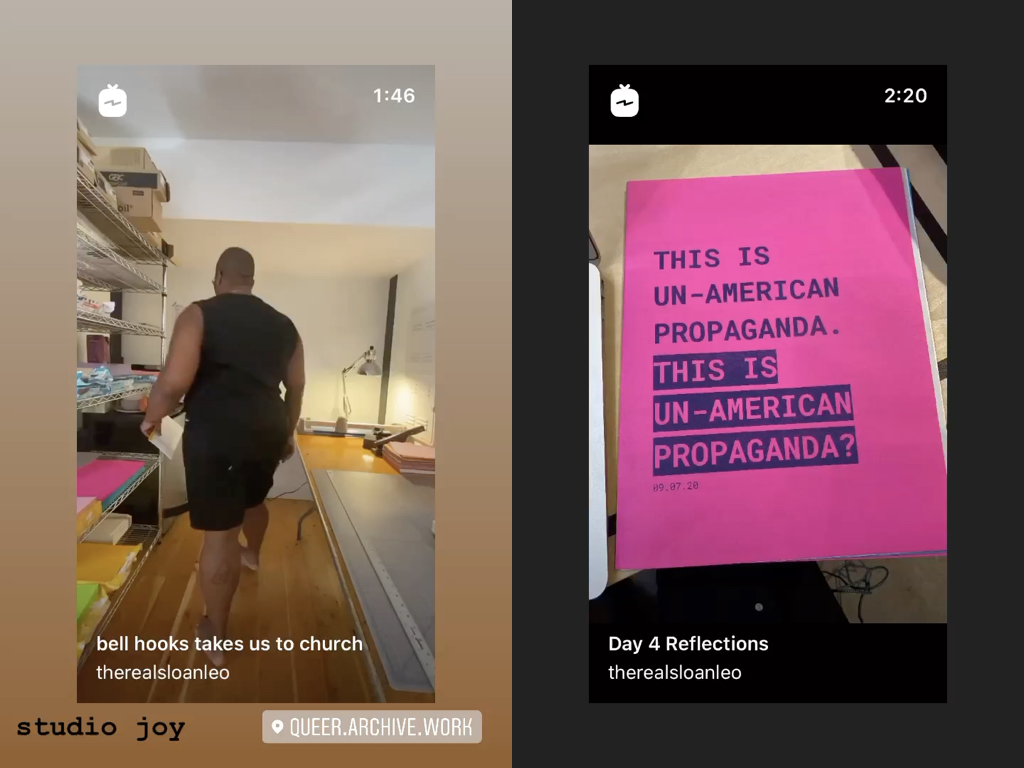 1:46
bell hooks takes us to church
therealsloanleo
studio joy
QUEER.ARCHIVE.WORK
2:20
THIS IS
UN-AMERICAN
PROPAGANDA.
THIS IS
UN-AMERICAN
PROPAGANDA?
09.07.20
Day 4 Reflections
therealsloanleo